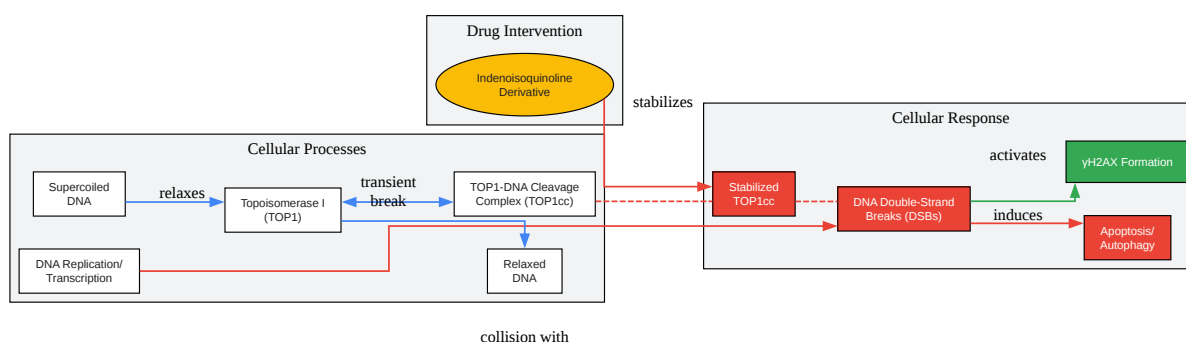 Drug Intervention
Indenoisoquinoline
Derivative
stabilizes
Cellular Processes
Supercoiled
DNA
relaxes
Topoisomerase I
(TOP1)
transient
break
TOP1-DNA Cleavage
Complex (TOP1cc)
DNA Replication/
Transcription
Relaxed
DNA
collision with
Cellular Response
Stabilized
TOP1cc
DNA Double-Strand
Breaks (DSBs)
activates
γH2AX Formation
induces
Apoptosis/
Autophagy